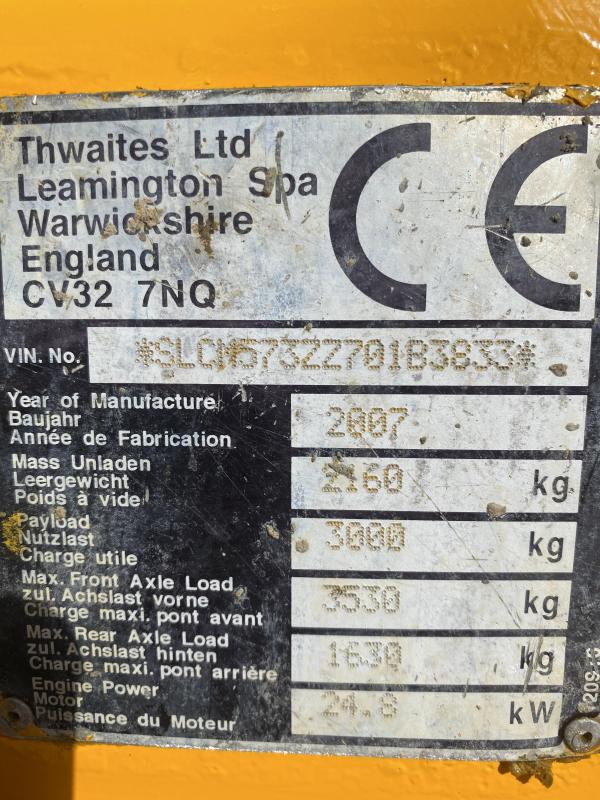 Thwaites Ltd
Leamington Spa
Warwickshire
England
CV32 7NQ
CE
VIN. No. *SLCM573ZZ701B3833*
Year of Manufacture
Baujahr
Année de Fabrication
2007
Mass Unladen
Leergewicht
Poids à vide
2160 kg
Payload
Nutzlast
Charge utile
3000 kg
Max. Front Axle Load
zul. Achslast vorne
Charge maxi. pont avant
3530 kg
Max. Rear Axle Load
zul. Achslast hinten
Charge maxi. pont arrière
1630 kg
Engine Power
Motor
Puissance du Moteur
24.8 kW